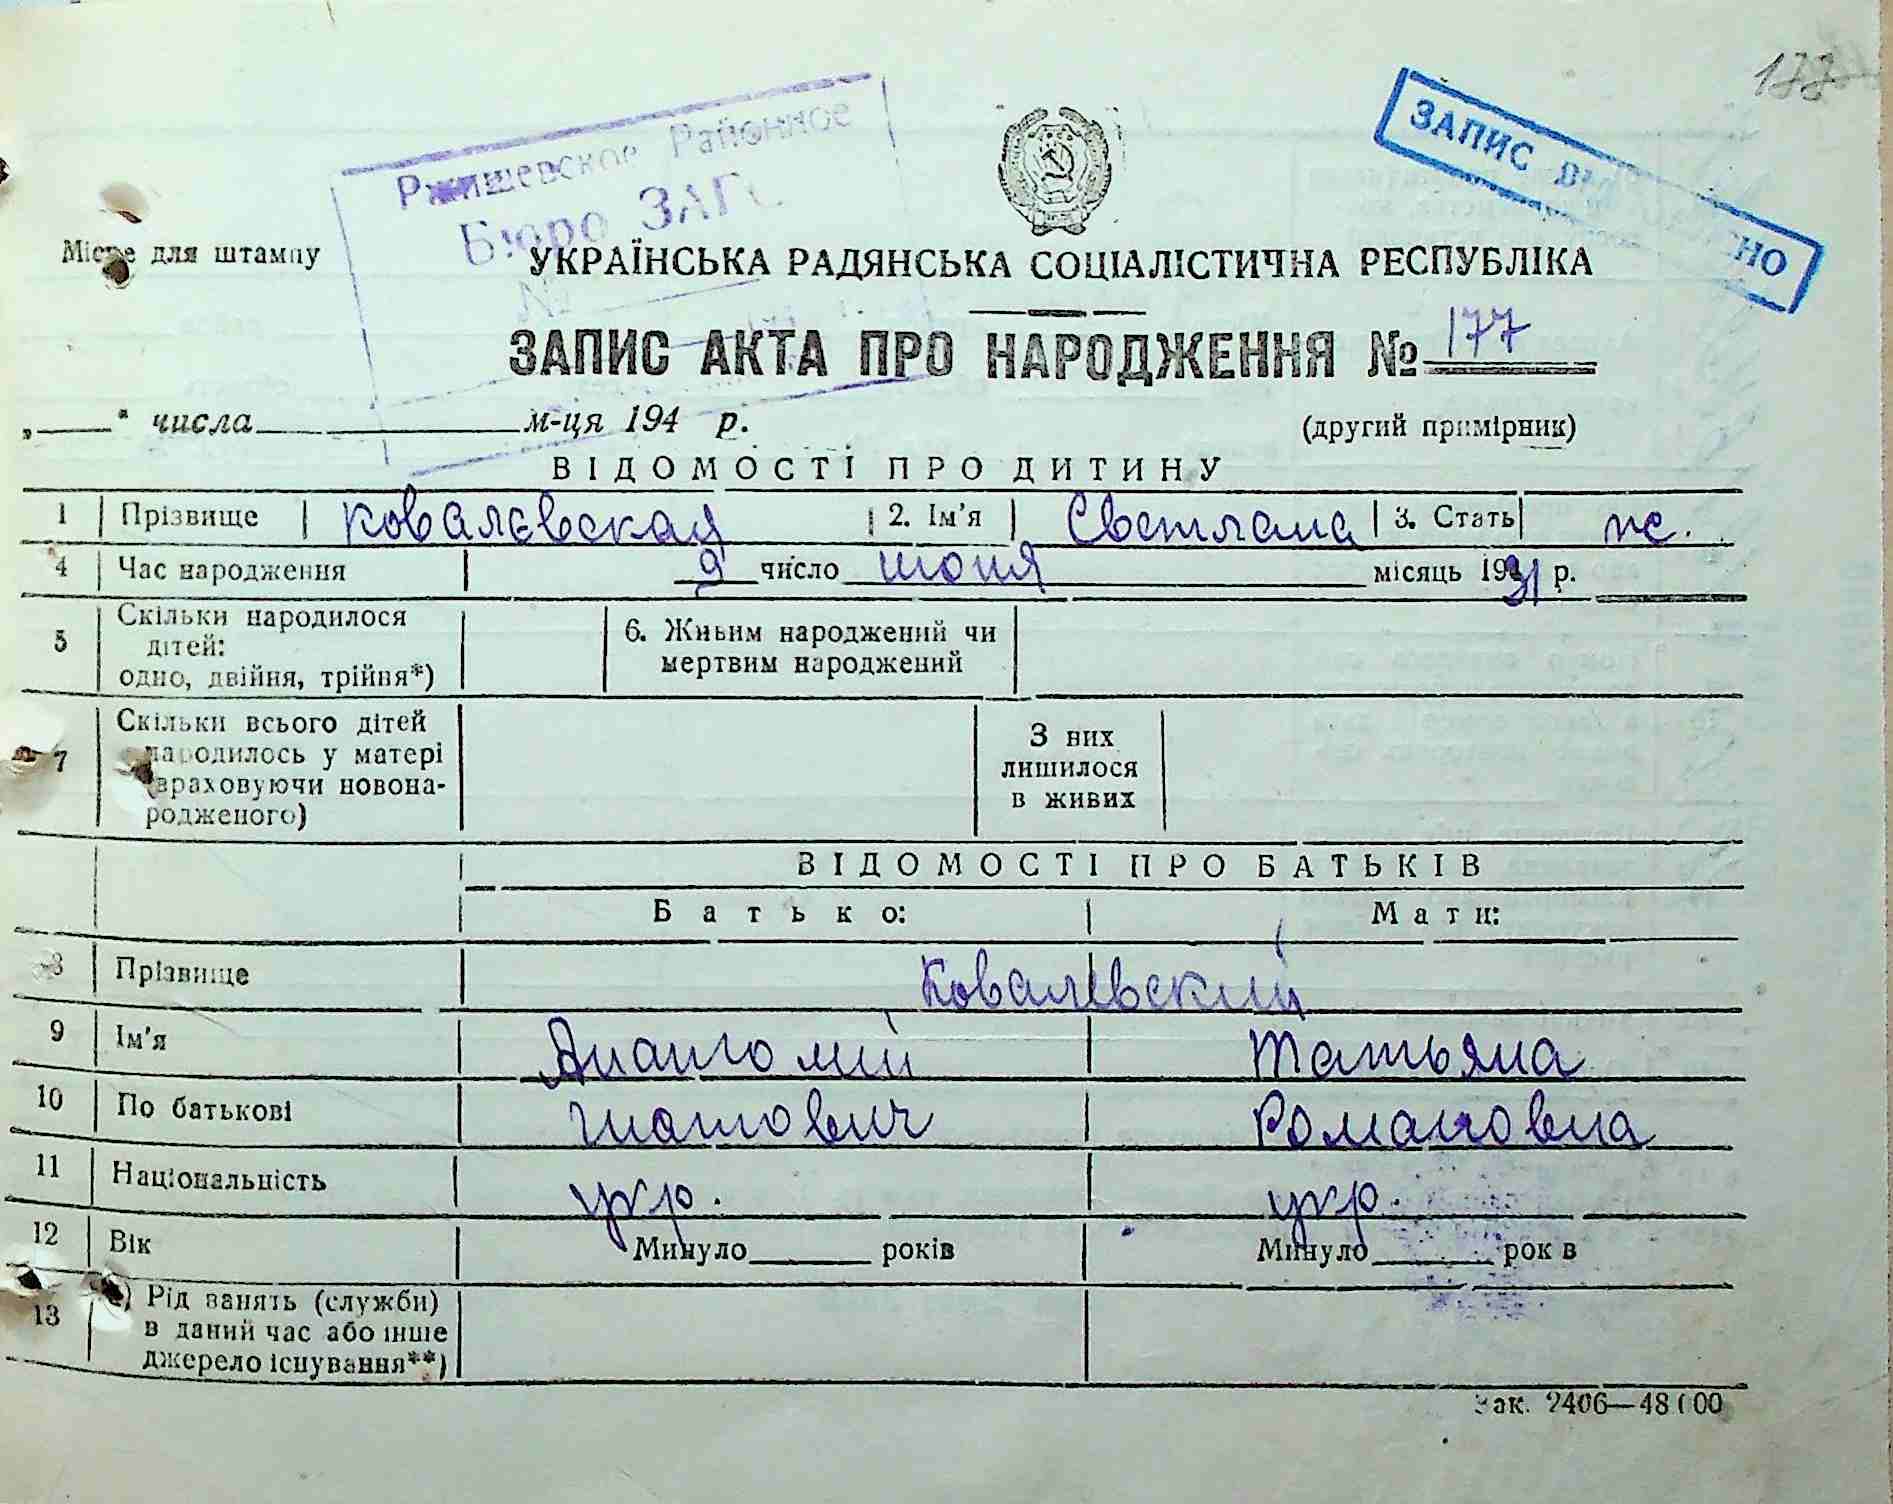 177
ЗАПИС
НО
Ржищевское Районное
Бюро ЗАГС
№
Місце для штампу
УКРАЇНСЬКА РАДЯНСЬКА СОЦІАЛІСТИЧНА РЕСПУБЛІКА
ЗАПИС АКТА ПРО НАРОДЖЕННЯ № 177
„ “ числа м-ця 194 р. (другий примірник)
ВІДОМОСТІ ПРО ДИТИНУ
1 Прізвище Ковалєвская 2. Ім'я Светлана 3. Стать ж.
4 Час народження 9 число июня місяць 1931 р.
5 Скільки народилося дітей: одно, двійня, трійня*) 6. Живим народжений чи мертвим народжений
7 Скільки всього дітей народилось у матері (враховуючи новонародженого) З них лишилося в живих
ВІДОМОСТІ ПРО БАТЬКІВ
Батько: Мати:
8 Прізвище Ковалевский
9 Ім'я Анатолий Татьяна
10 По батькові Романовна
11 Національність укр. укр.
12 Вік Минуло років Минуло років
13 Рід занять (служби) в даний час або інше джерело існування**)
Зак. 2406—48000